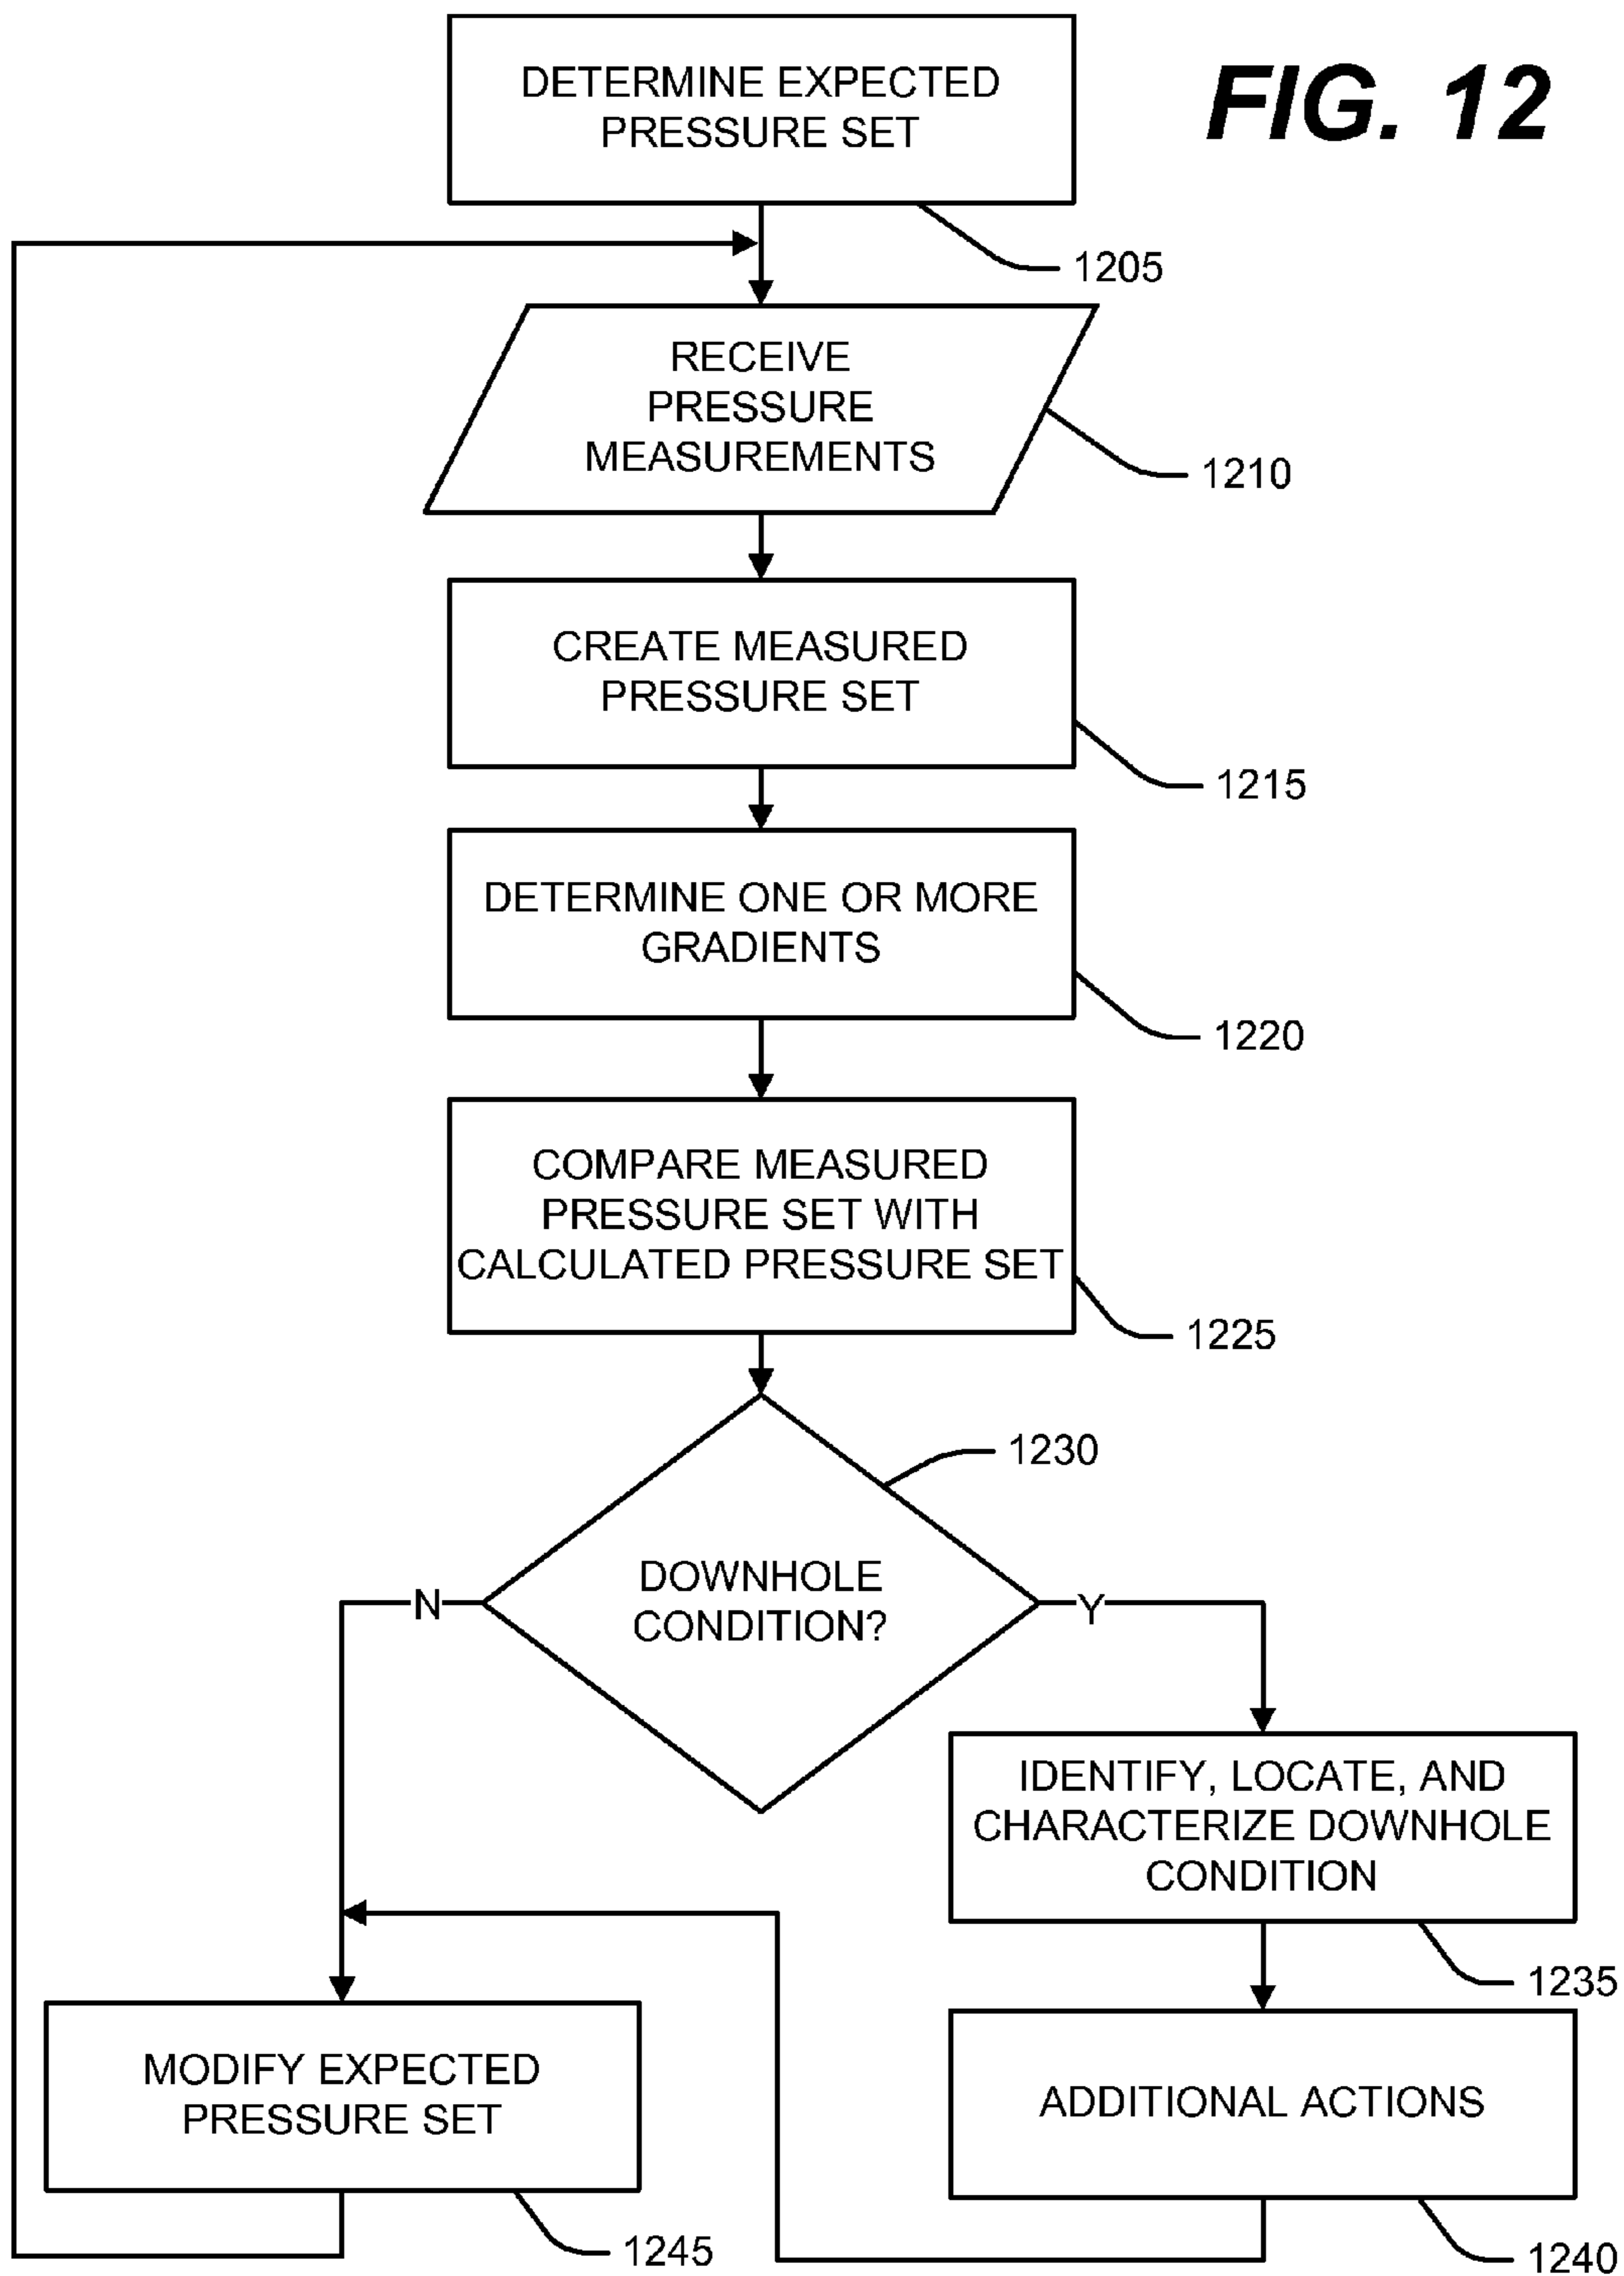 FIG. 12
DETERMINE EXPECTED
PRESSURE SET
1205
RECEIVE
PRESSURE
MEASUREMENTS
1210
CREATE MEASURED
PRESSURE SET
1215
DETERMINE ONE OR MORE
GRADIENTS
1220
COMPARE MEASURED
PRESSURE SET WITH
CALCULATED PRESSURE SET
1225
1230
DOWNHOLE
CONDITION?
N
Y
IDENTIFY, LOCATE, AND
CHARACTERIZE DOWNHOLE
CONDITION
1235
MODIFY EXPECTED
PRESSURE SET
1245
ADDITIONAL ACTIONS
1240